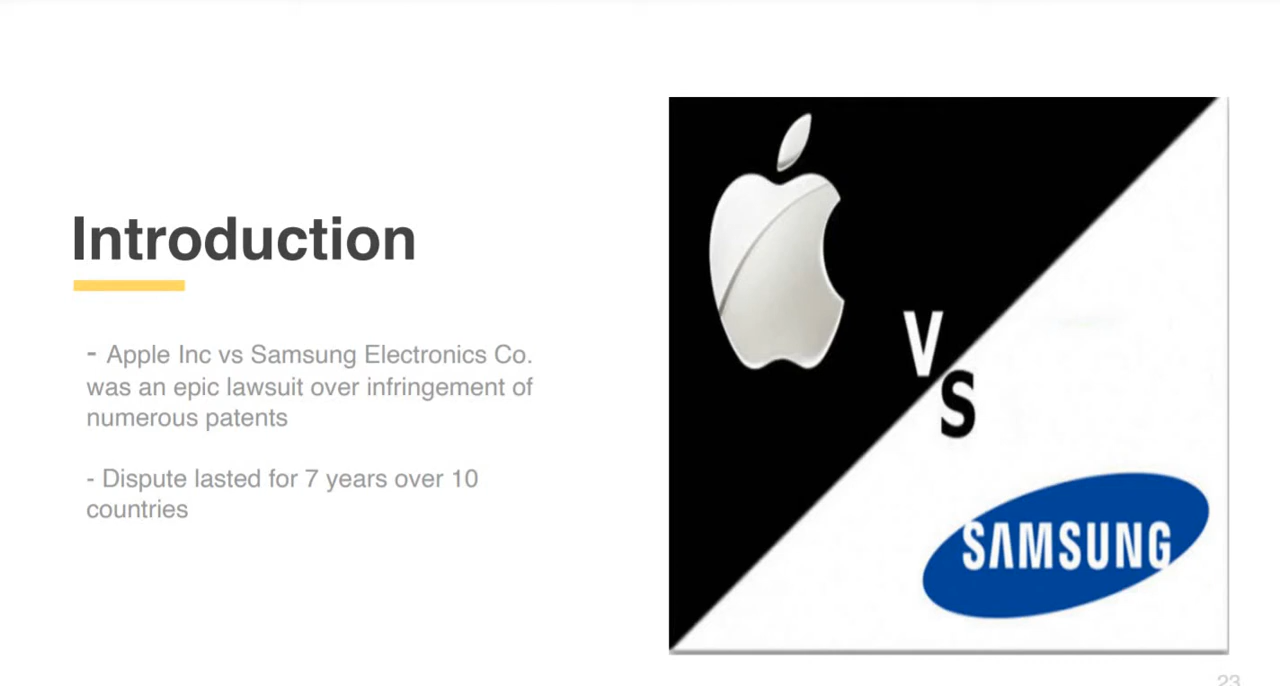 Introduction
- Apple Inc vs Samsung Electronics Co.
was an epic lawsuit over infringement of
numerous patents
- Dispute lasted for 7 years over 10
countries
V
S
SAMSUNG
23